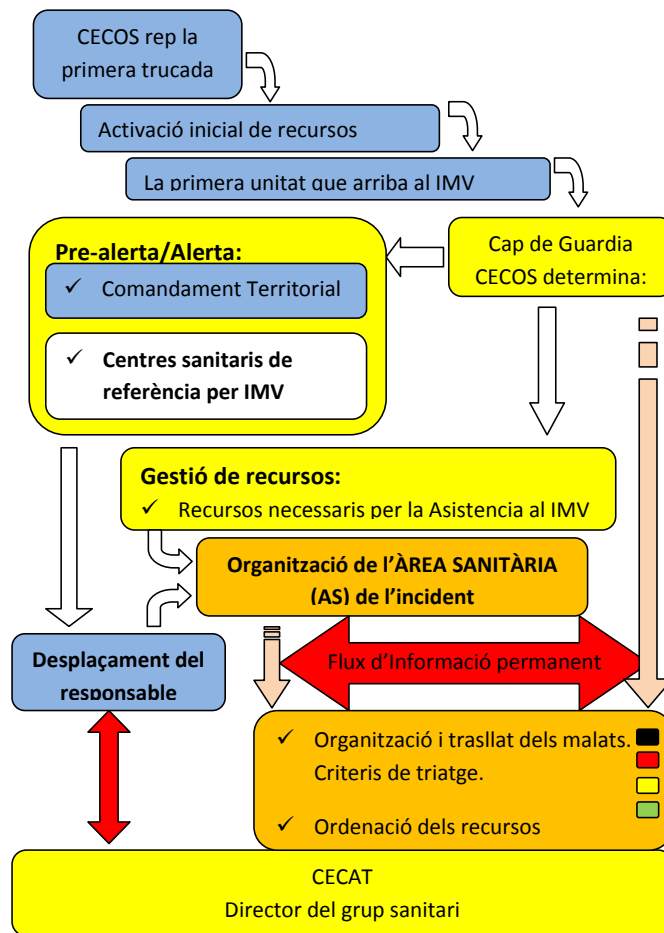 CECOS rep la
primera trucada
Activació inicial de recursos
La primera unitat que arriba al IMV
Pre-alerta/Alerta:
✓ Comandament Territorial
✓ Centres sanitaris de
referència per IMV
Cap de Guardia
CECOS determina:
Gestió de recursos:
✓ Recursos necessaris per la Asistencia al IMV
Organització de l’ÀREA SANITÀRIA
(AS) de l’incident
Desplaçament del
responsable
Flux d’Informació permanent
✓ Organització i trasllat dels malats.
Criteris de triatge.
✓ Ordenació dels recursos
CECAT
Director del grup sanitari